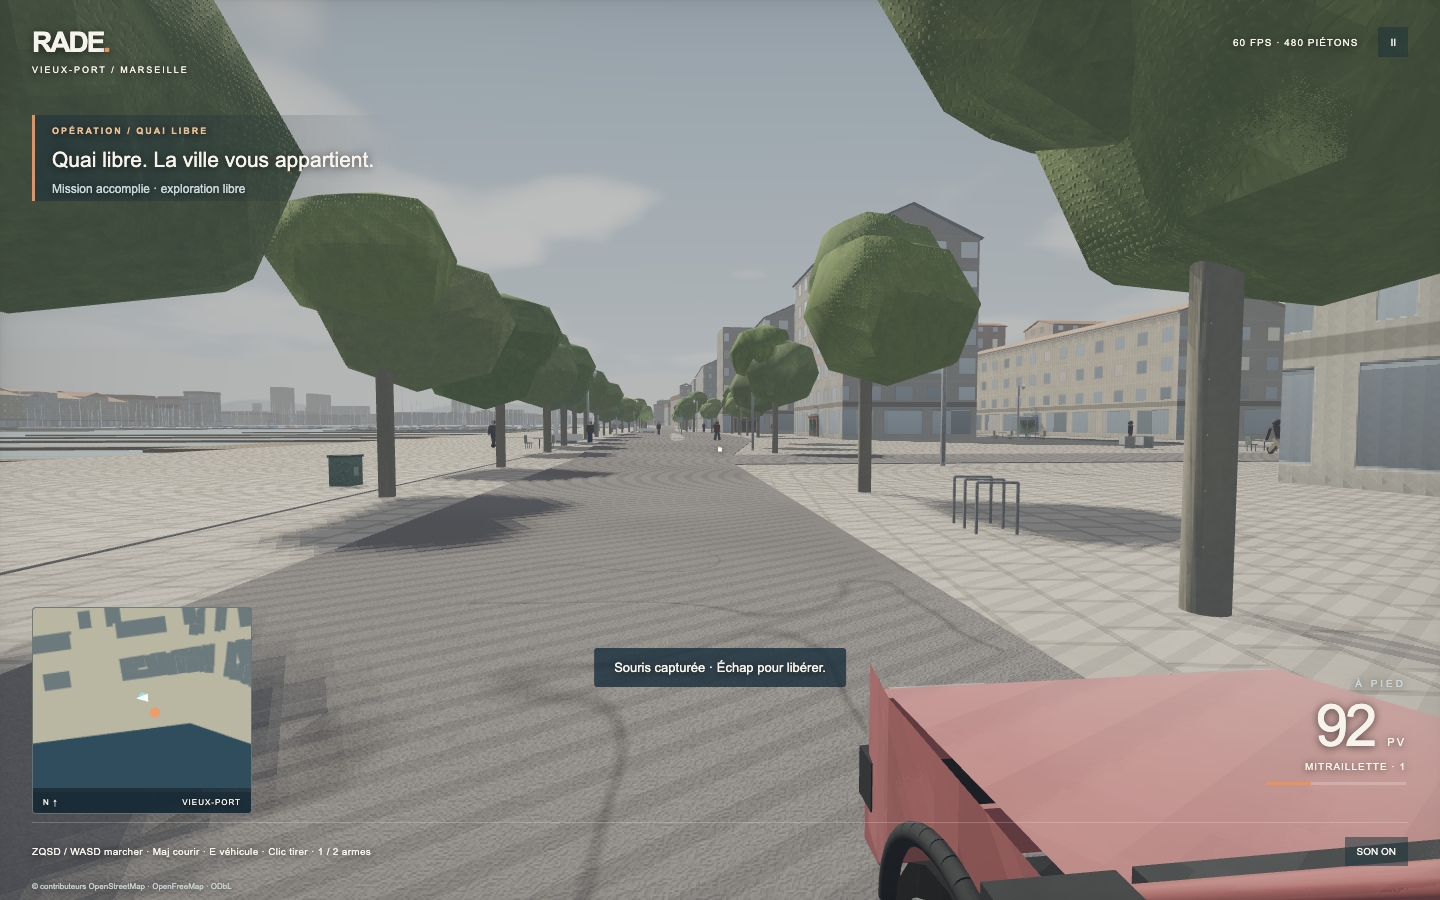 RADE.
VIEUX-PORT / MARSEILLE
60 FPS · 480 PIÉTONS
II
OPÉRATION / QUAI LIBRE
Quai libre. La ville vous appartient.
Mission accomplie · exploration libre
Souris capturée · Échap pour libérer.
À PIED
92 PV
MITRAILLETTE · 1
N ↑ VIEUX-PORT
ZQSD / WASD marcher · Maj courir · E véhicule · Clic tirer · 1 / 2 armes
SON ON
© contributeurs OpenStreetMap · OpenFreeMap · ODbL